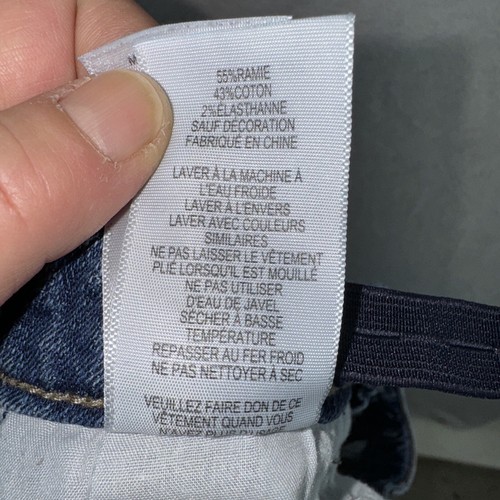 M
55%RAMIE
43%COTON
2%ÉLASTHANNE
SAUF DÉCORATION
FABRIQUÉ EN CHINE
LAVER À LA MACHINE À
L'EAU FROIDE
LAVER À L'ENVERS
LAVER AVEC COULEURS
SIMILAIRES
NE PAS LAISSER LE VÊTEMENT
PLIÉ LORSQU'IL EST MOUILLÉ
NE PAS UTILISER
D'EAU DE JAVEL
SÉCHER À BASSE
TEMPÉRATURE
REPASSER AU FER FROID
NE PAS NETTOYER À SEC
VEUILLEZ FAIRE DON DE CE
VÊTEMENT QUAND VOUS
N'AVEZ PLUS D'USAGE